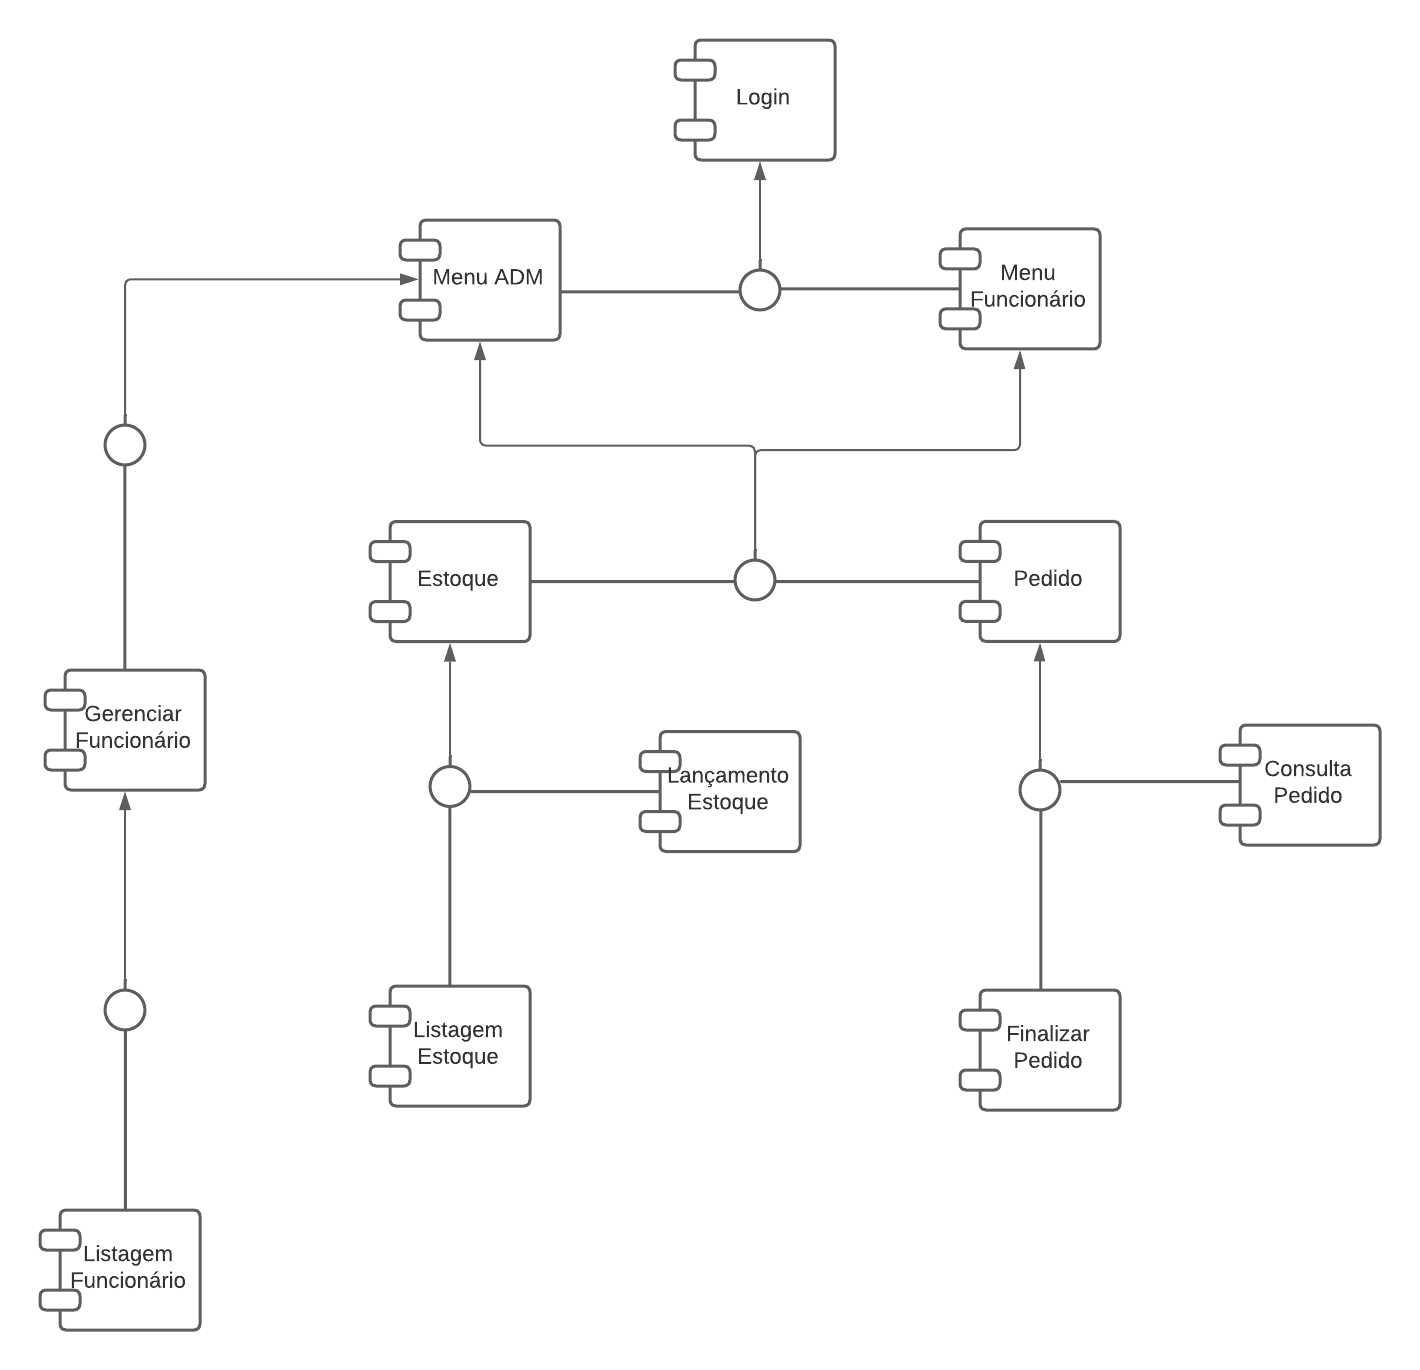 Login
Menu ADM
Menu
Funcionário
Estoque
Pedido
Gerenciar
Funcionário
Lançamento
Estoque
Consulta
Pedido
Listagem
Estoque
Finalizar
Pedido
Listagem
Funcionário